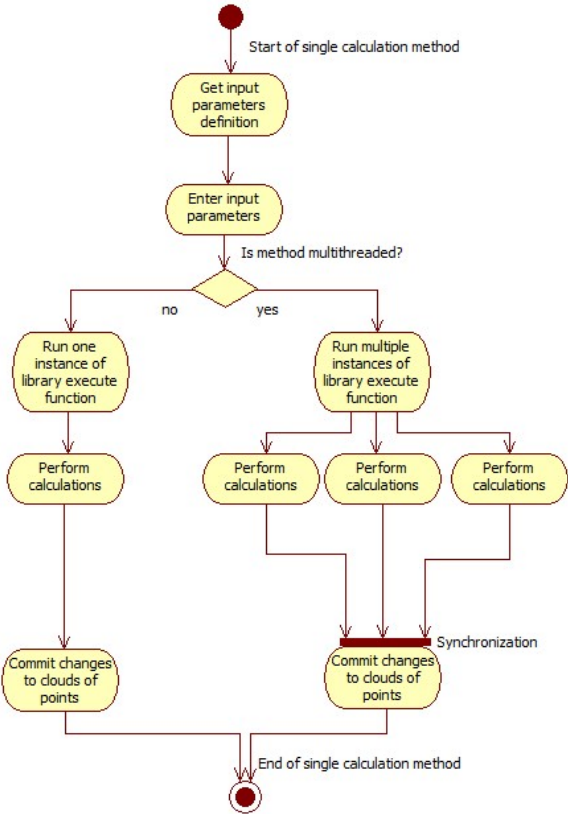 Start of single calculation method
Get input
parameters
definition
Enter input
parameters
Is method multithreaded?
no
yes
Run one
instance of
library execute
function
Run multiple
instances of
library execute
function
Perform
calculations
Perform
calculations
Perform
calculations
Perform
calculations
Synchronization
Commit changes
to clouds of
points
Commit changes
to clouds of
points
End of single calculation method